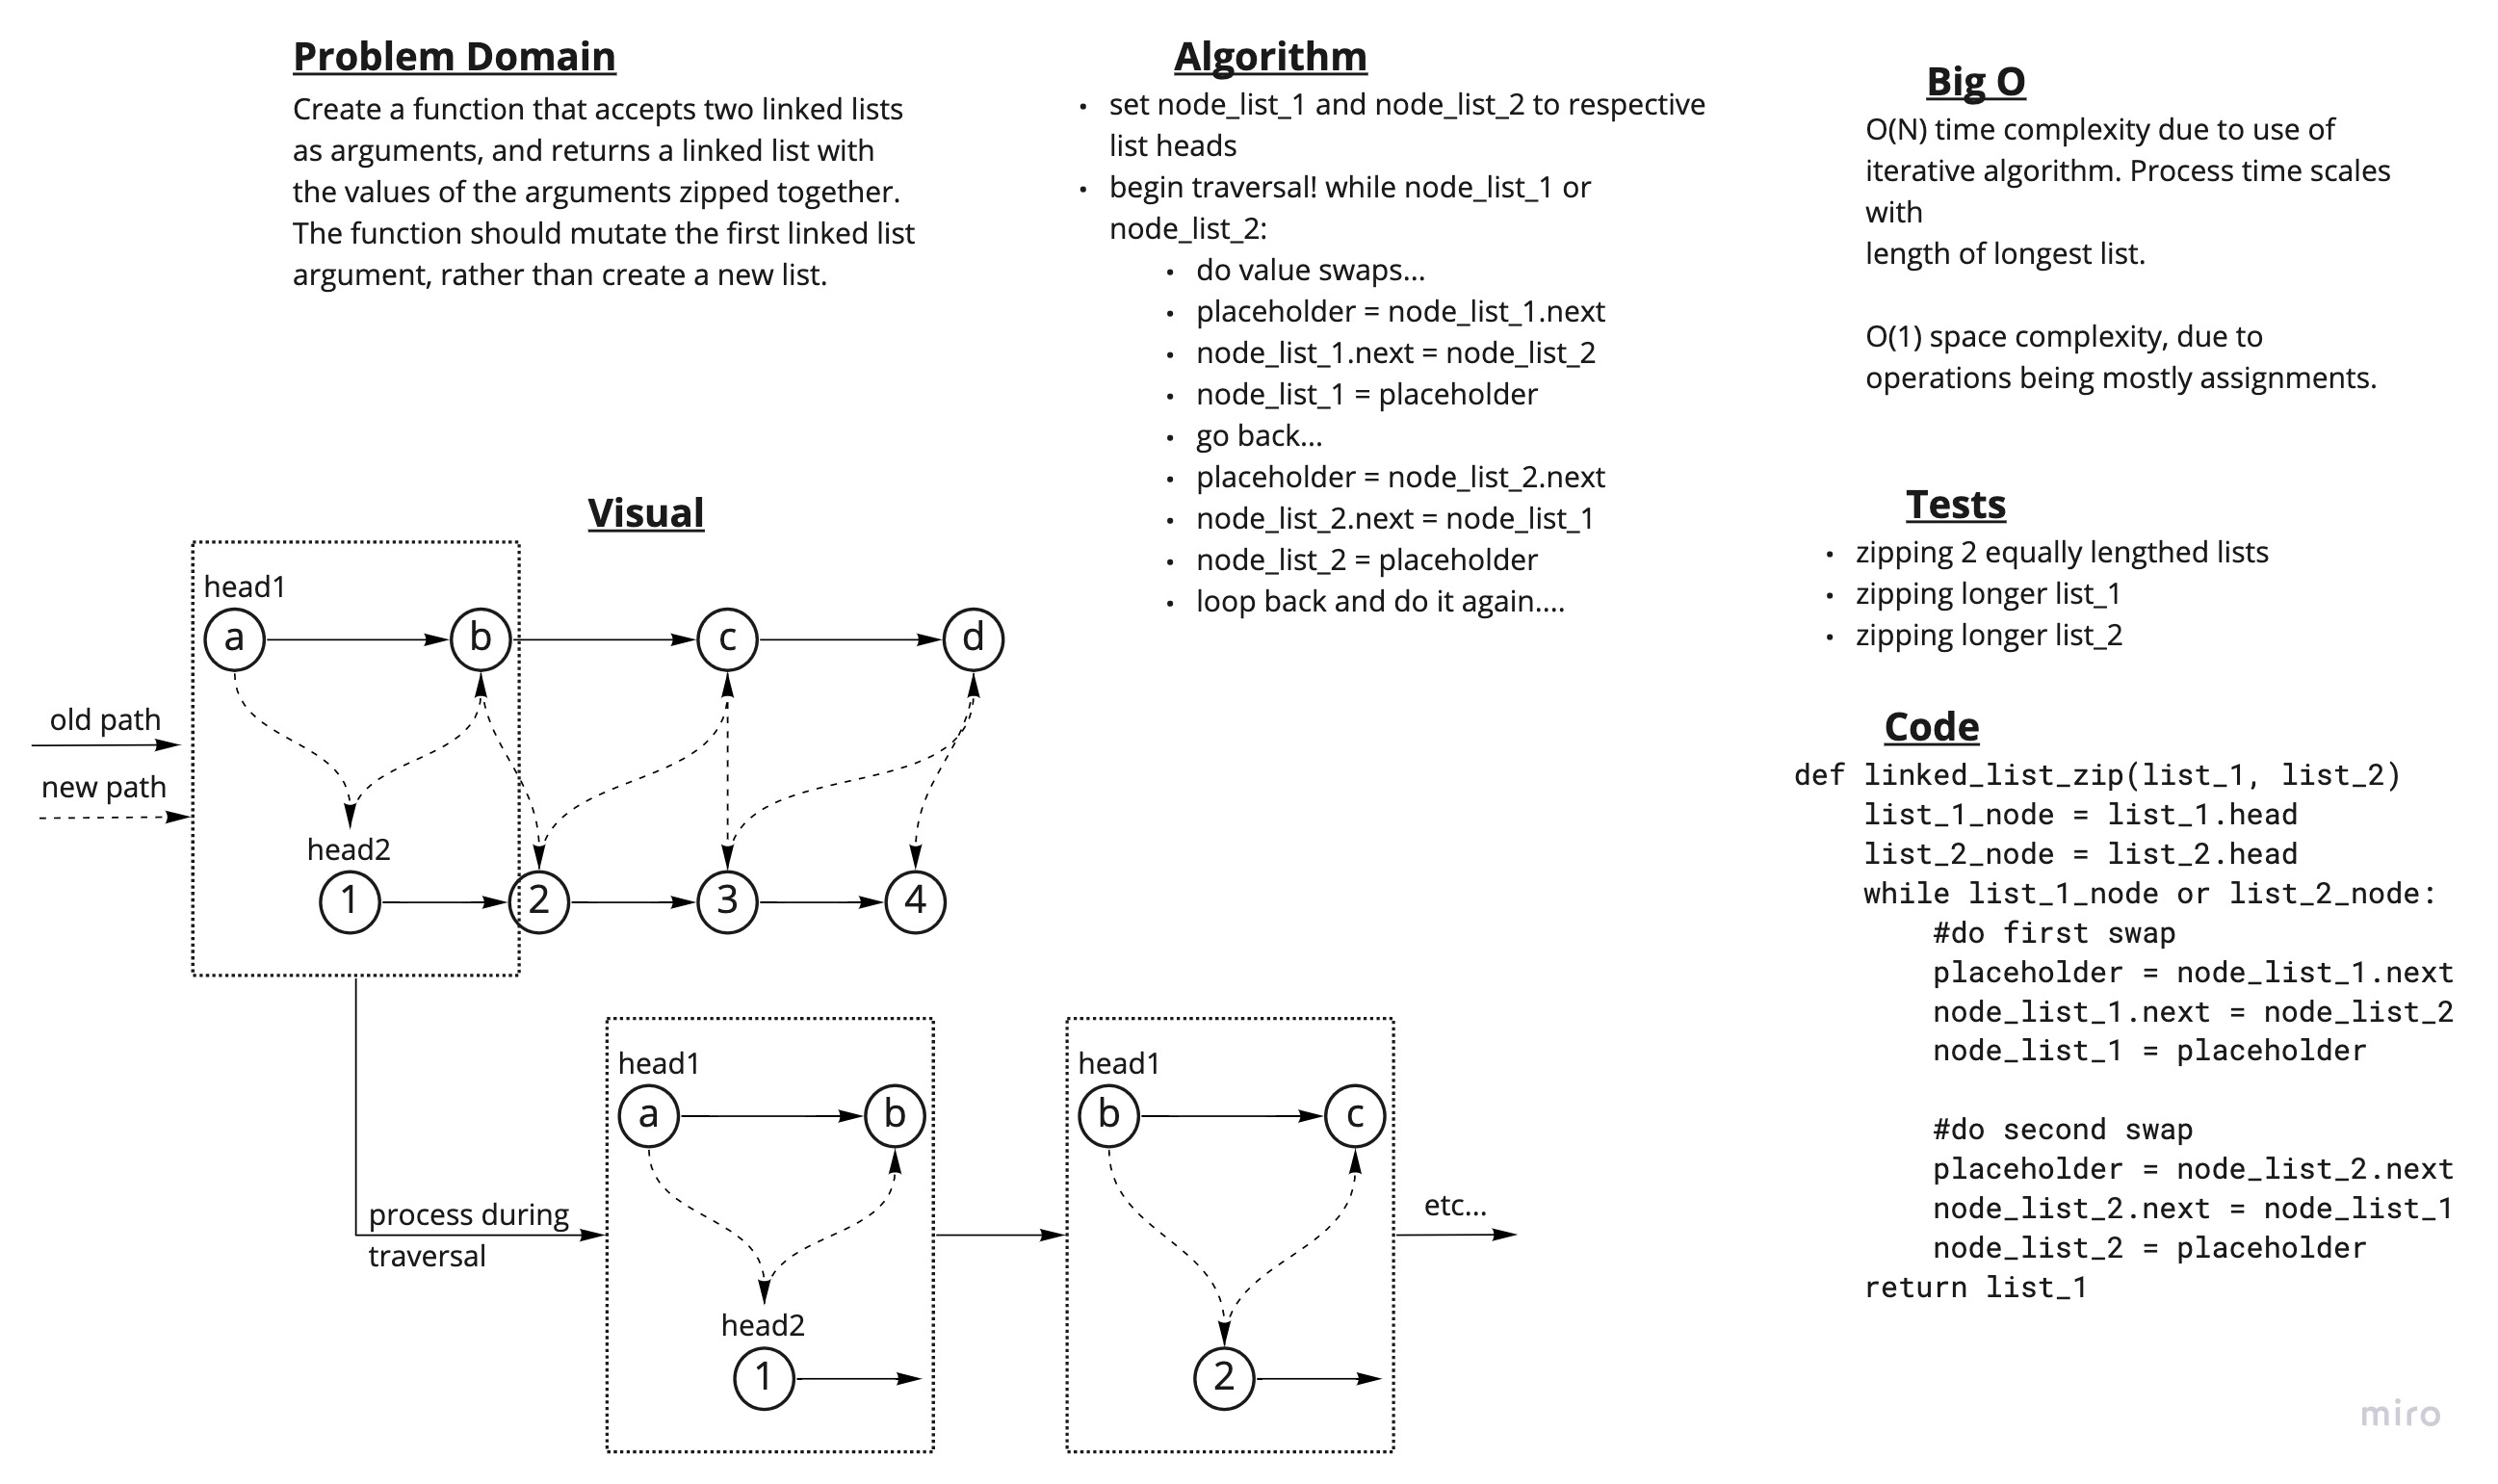 Problem Domain
Create a function that accepts two linked lists
as arguments, and returns a linked list with
the values of the arguments zipped together.
The function should mutate the first linked list
argument, rather than create a new list.
Algorithm
• set node_list_1 and node_list_2 to respective
list heads
• begin traversal! while node_list_1 or
node_list_2:
• do value swaps...
• placeholder = node_list_1.next
• node_list_1.next = node_list_2
• node_list_1 = placeholder
• go back...
• placeholder = node_list_2.next
• node_list_2.next = node_list_1
• node_list_2 = placeholder
• loop back and do it again....
Big O
O(N) time complexity due to use of
iterative algorithm. Process time scales
with
length of longest list.
O(1) space complexity, due to
operations being mostly assignments.
Tests
• zipping 2 equally lengthed lists
• zipping longer list_1
• zipping longer list_2
Code
def linked_list_zip(list_1, list_2)
    list_1_node = list_1.head
    list_2_node = list_2.head
    while list_1_node or list_2_node:
        #do first swap
        placeholder = node_list_1.next
        node_list_1.next = node_list_2
        node_list_1 = placeholder
        #do second swap
        placeholder = node_list_2.next
        node_list_2.next = node_list_1
        node_list_2 = placeholder
    return list_1
Visual
head1
a b c d
old path
new path
head2
1 2 3 4
process during
traversal
head1
a b
head2
1
head1
b c
2
etc...
miro